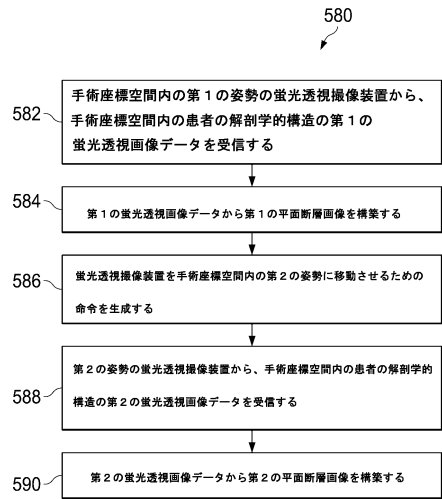 580
582
手術座標空間内の第1の姿勢の蛍光透視撮像装置から、
手術座標空間内の患者の解剖学的構造の第1の
蛍光透視画像データを受信する
584
第1の蛍光透視画像データから第1の平面断層画像を構築する
586
蛍光透視撮像装置を手術座標空間内の第2の姿勢に移動させるための
命令を生成する
588
第2の姿勢の蛍光透視撮像装置から、手術座標空間内の患者の解剖学的
構造の第2の蛍光透視画像データを受信する
590
第2の蛍光透視画像データから第2の平面断層画像を構築する